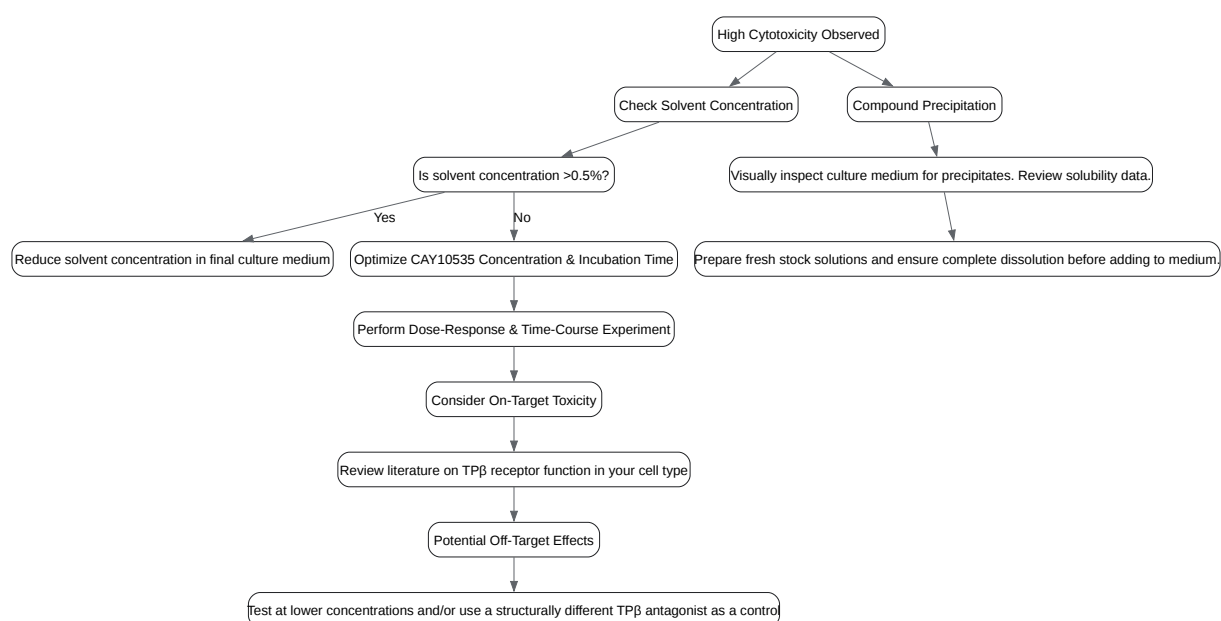 High Cytotoxicity Observed
Check Solvent Concentration
Compound Precipitation
Is solvent concentration >0.5%?
Visually inspect culture medium for precipitates. Review solubility data.
Yes
No
Reduce solvent concentration in final culture medium
Optimize CAY10535 Concentration & Incubation Time
Prepare fresh stock solutions and ensure complete dissolution before adding to medium.
Perform Dose-Response & Time-Course Experiment
Consider On-Target Toxicity
Review literature on TPβ receptor function in your cell type
Potential Off-Target Effects
Test at lower concentrations and/or use a structurally different TPβ antagonist as a control